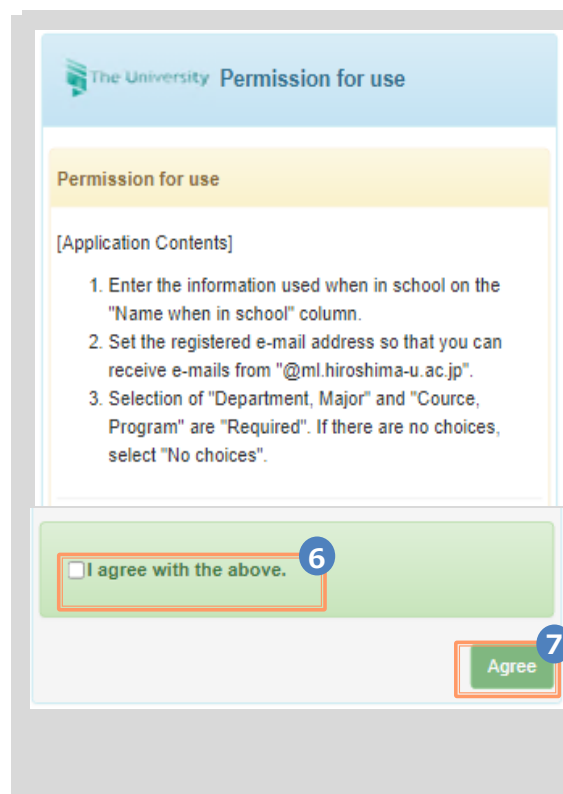 The University Permission for use
Permission for use
[Application Contents]
1. Enter the information used when in school on the
"Name when in school" column.
2. Set the registered e-mail address so that you can
receive e-mails from "@ml.hiroshima-u.ac.jp".
3. Selection of "Department, Major" and "Cource,
Program" are "Required". If there are no choices,
select "No choices".
6
I agree with the above.
7
Agree